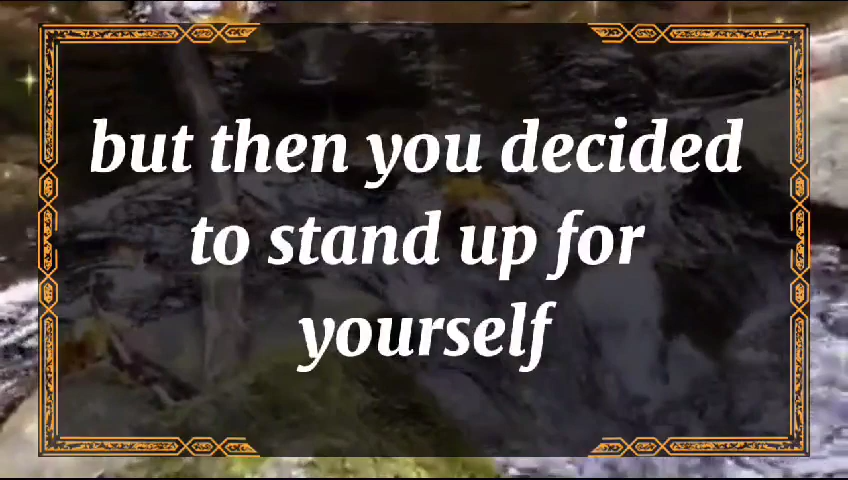 but then you decided
to stand up for
yourself